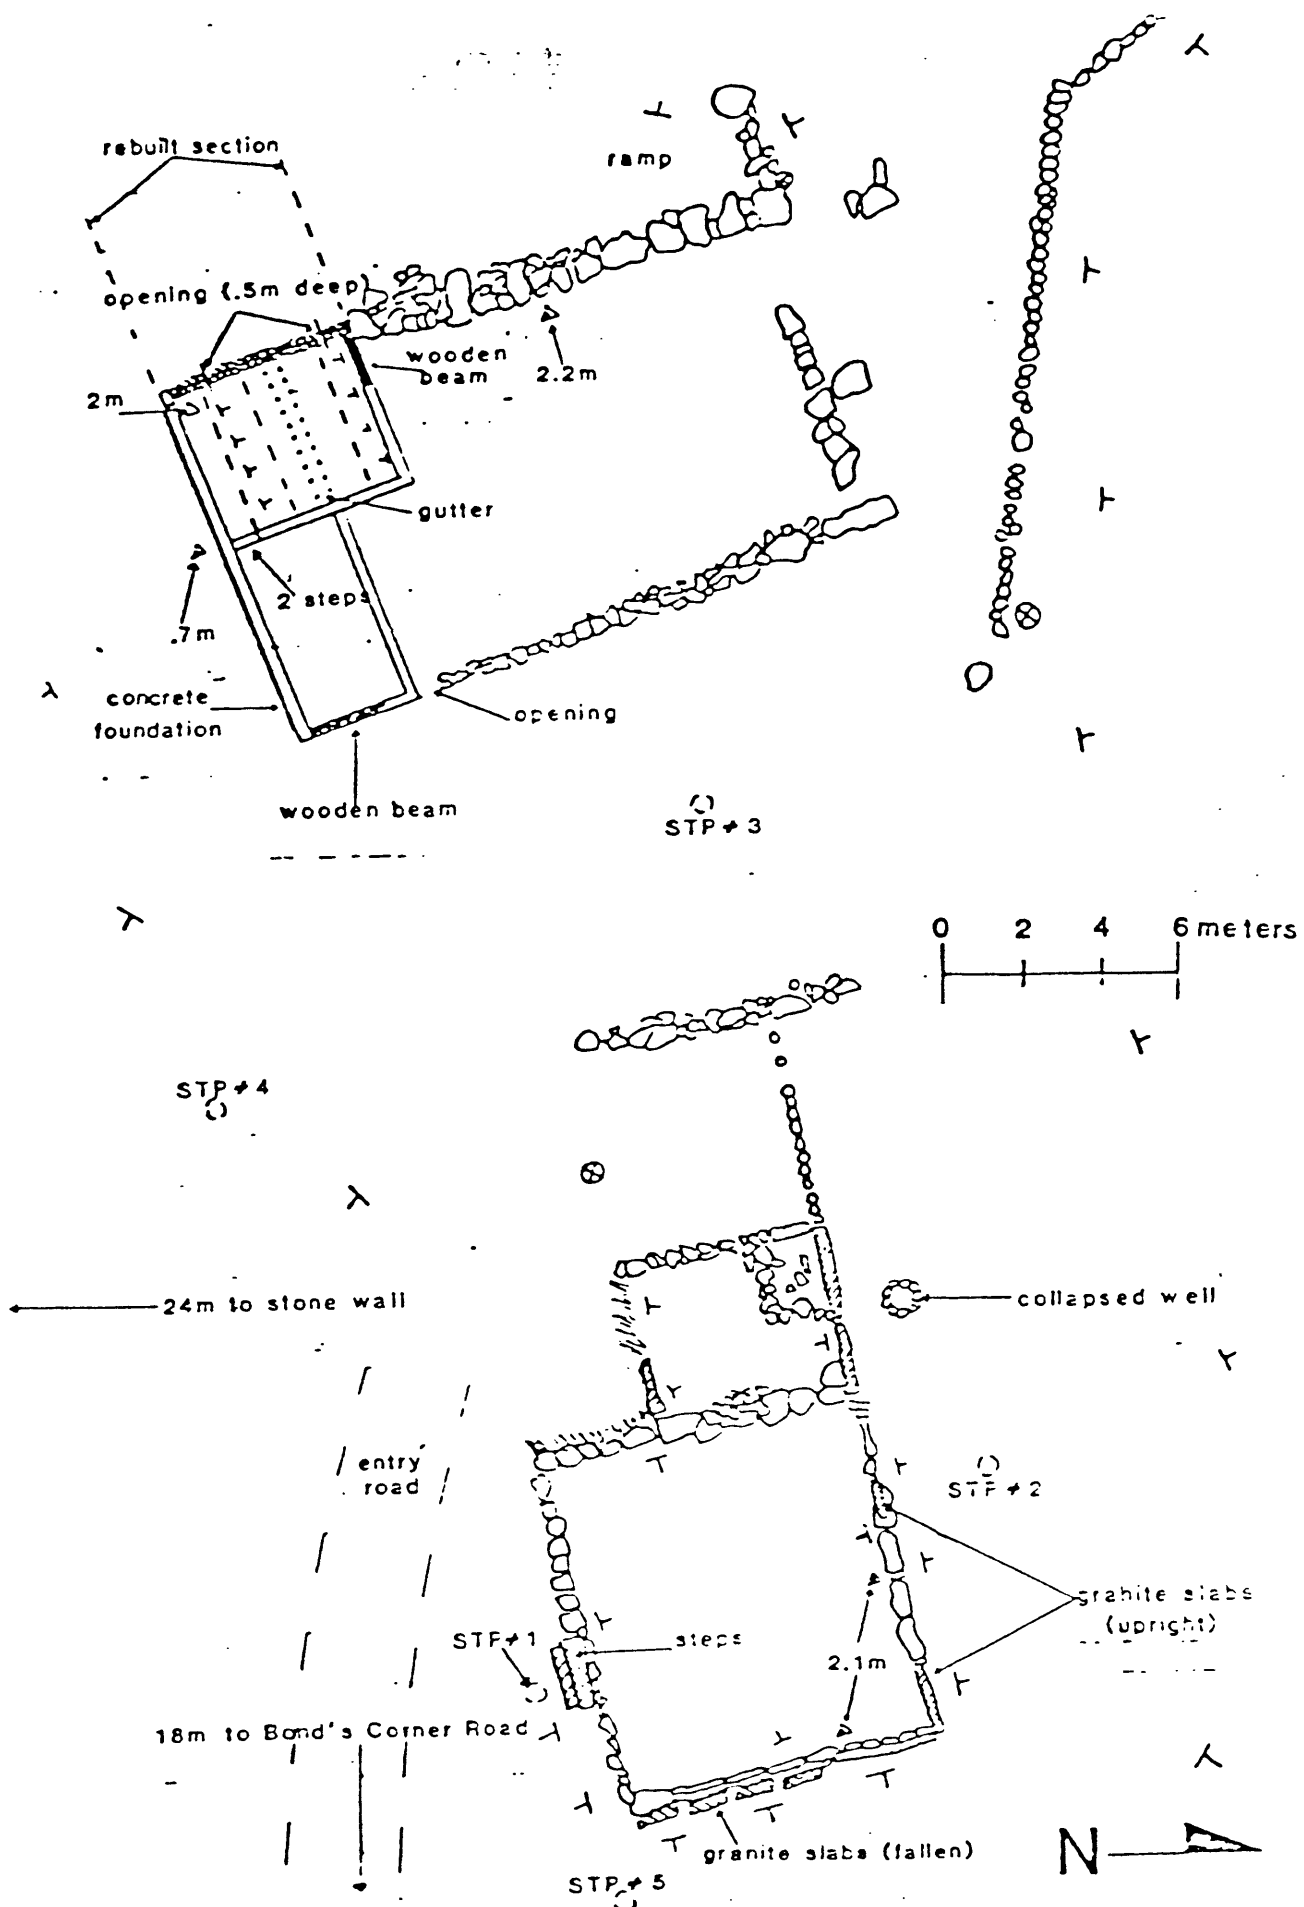 rebuilt section
ramp
opening (.5m deep)
wooden
beam
2.2m
2m
gutter
2 steps
.7m
concrete
foundation
opening
wooden beam
STP # 3
0 2 4 6 meters
STP # 4
24m to stone wall
collapsed well
entry
road
STP # 2
granite slabs
(upright)
STP # 1
steps
2.1m
18m to Bond's Corner Road
granite slabs (fallen)
N
STP # 5